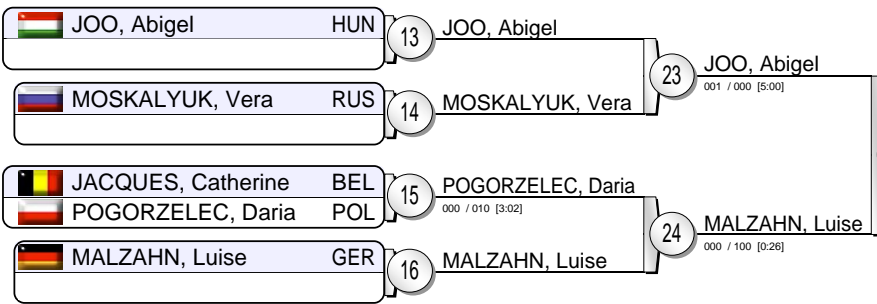 JOO, Abigel HUN
13
JOO, Abigel
23
JOO, Abigel
001 / 000 [5:00]
MOSKALYUK, Vera RUS
14
MOSKALYUK, Vera
JACQUES, Catherine BEL
POGORZELEC, Daria POL
15
POGORZELEC, Daria
000 / 010 [3:02]
24
MALZAHN, Luise
000 / 100 [0:26]
MALZAHN, Luise GER
16
MALZAHN, Luise